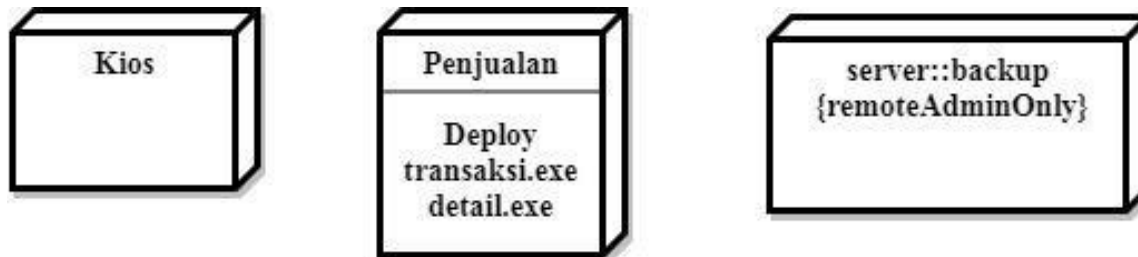 Kios
Penjualan
Deploy
transaksi.exe
detail.exe
server::backup
{remoteAdminOnly}